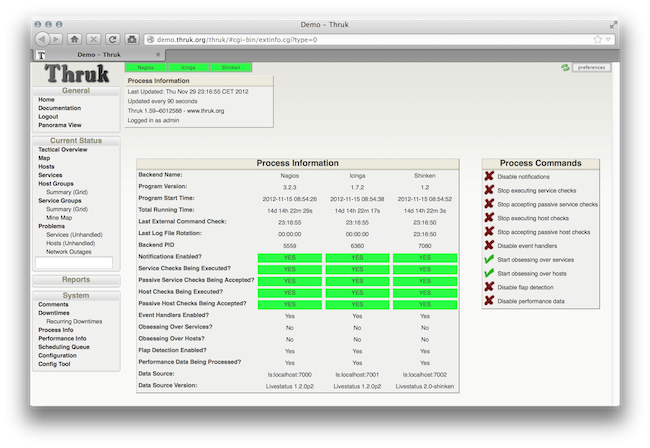 Demo – Thruk
demo.thruk.org/thruk/#cgi-bin/extinfo.cgi?type=0
Demo – Thruk
Thruk
General
Home
Documentation
Logout
Panorama View
Current Status
Tactical Overview
Map
Hosts
Services
Host Groups
Summary (Grid)
Service Groups
Summary (Grid)
Mine Map
Problems
Services (Unhandled)
Hosts (Unhandled)
Network Outages
Reports
System
Comments
Downtimes
Recurring Downtimes
Process Info
Performance Info
Scheduling Queue
Configuration
Config Tool
Nagios Icinga Shinken
preferences
Process Information
Last Updated: Thu Nov 29 23:16:55 CET 2012
Updated every 90 seconds
Thruk 1.59~6012588 - www.thruk.org
Logged in as admin
Process Information
Backend Name: Nagios Icinga Shinken
Program Version: 3.2.3 1.7.2 1.2
Program Start Time: 2012-11-15 08:54:26 2012-11-15 08:54:38 2012-11-15 08:54:52
Total Running Time: 14d 14h 22m 29s 14d 14h 22m 17s 14d 14h 22m 3s
Last External Command Check: 23:16:55 23:16:55 23:16:50
Last Log File Rotation: 00:00:00 00:00:00 23:16:50
Backend PID 5559 6360 7080
Notifications Enabled? YES YES YES
Service Checks Being Executed? YES YES YES
Passive Service Checks Being Accepted? YES YES YES
Host Checks Being Executed? YES YES YES
Passive Host Checks Being Accepted? YES YES YES
Event Handlers Enabled? Yes Yes Yes
Obsessing Over Services? No No No
Obsessing Over Hosts? No No No
Flap Detection Enabled? Yes Yes Yes
Performance Data Being Processed? Yes Yes Yes
Data Source: ls:localhost:7000 ls:localhost:7001 ls:localhost:7002
Data Source Version: Livestatus 1.2.0p2 Livestatus 1.2.0p2 Livestatus 2.0-shinken
Process Commands
Disable notifications
Stop executing service checks
Stop accepting passive service checks
Stop executing host checks
Stop accepting passive host checks
Disable event handlers
Start obsessing over services
Start obsessing over hosts
Disable flap detection
Disable performance data